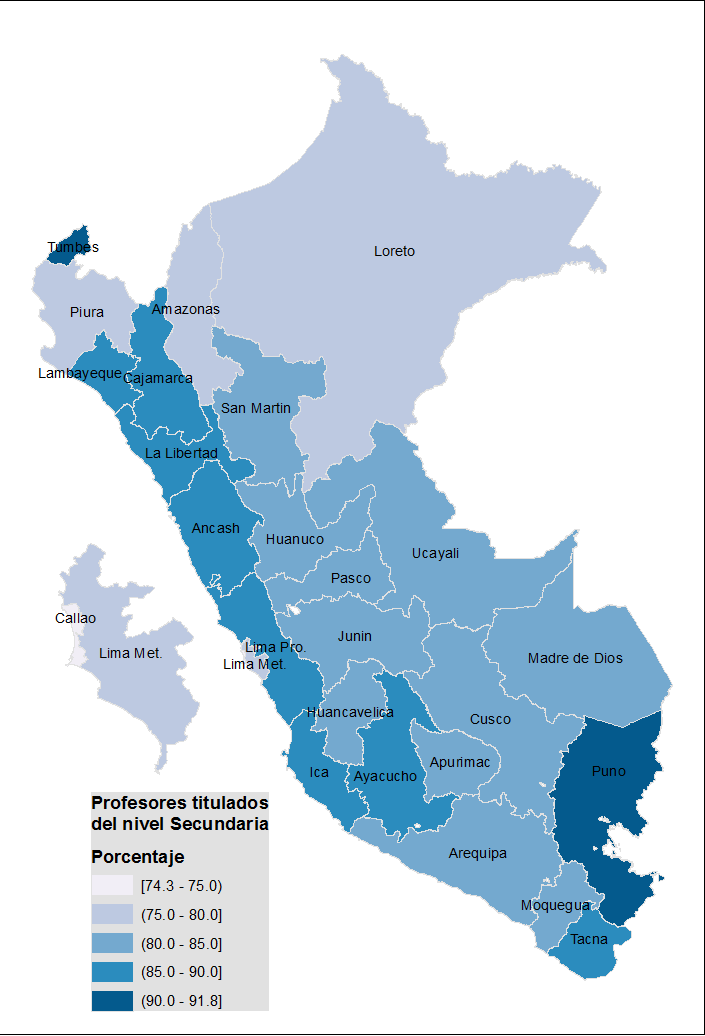 Loreto
Tumbes
Piura
Amazonas
Lambayeque
Cajamarca
San Martin
La Libertad
Ancash
Huanuco
Ucayali
Pasco
Callao
Junin
Lima Pro.
Lima Met.
Lima Met.
Madre de Dios
Huancavelica
Cusco
Apurimac
Ica
Ayacucho
Puno
Profesores titulados
del nivel Secundaria
Porcentaje
[74.3 - 75.0)
(75.0 - 80.0]
(80.0 - 85.0]
(85.0 - 90.0]
(90.0 - 91.8]
Arequipa
Moquegua
Tacna